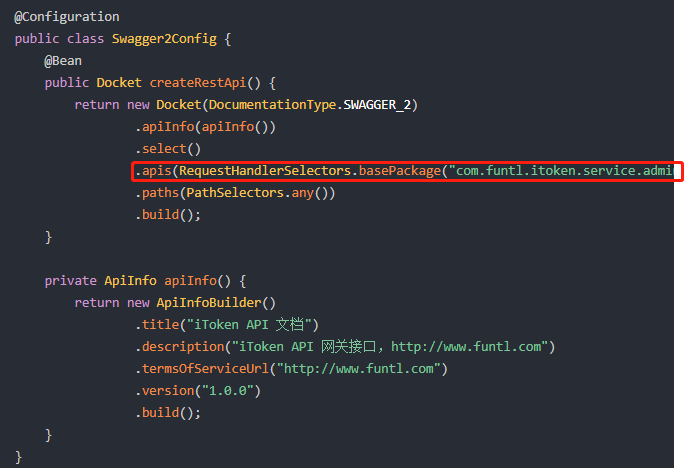 @Configuration
public class Swagger2Config {
@Bean
public Docket createRestApi() {
return new Docket(DocumentationType.SWAGGER_2)
.apiInfo(apiInfo())
.select()
.apis(RequestHandlerSelectors.basePackage("com.funtl.itoken.service.admi
.paths(PathSelectors.any())
.build();
}
private ApiInfo apiInfo() {
return new ApiInfoBuilder()
.title("iToken API 文档")
.description("iToken API 网关接口，http://www.funtl.com")
.termsOfServiceUrl("http://www.funtl.com")
.version("1.0.0")
.build();
}
}